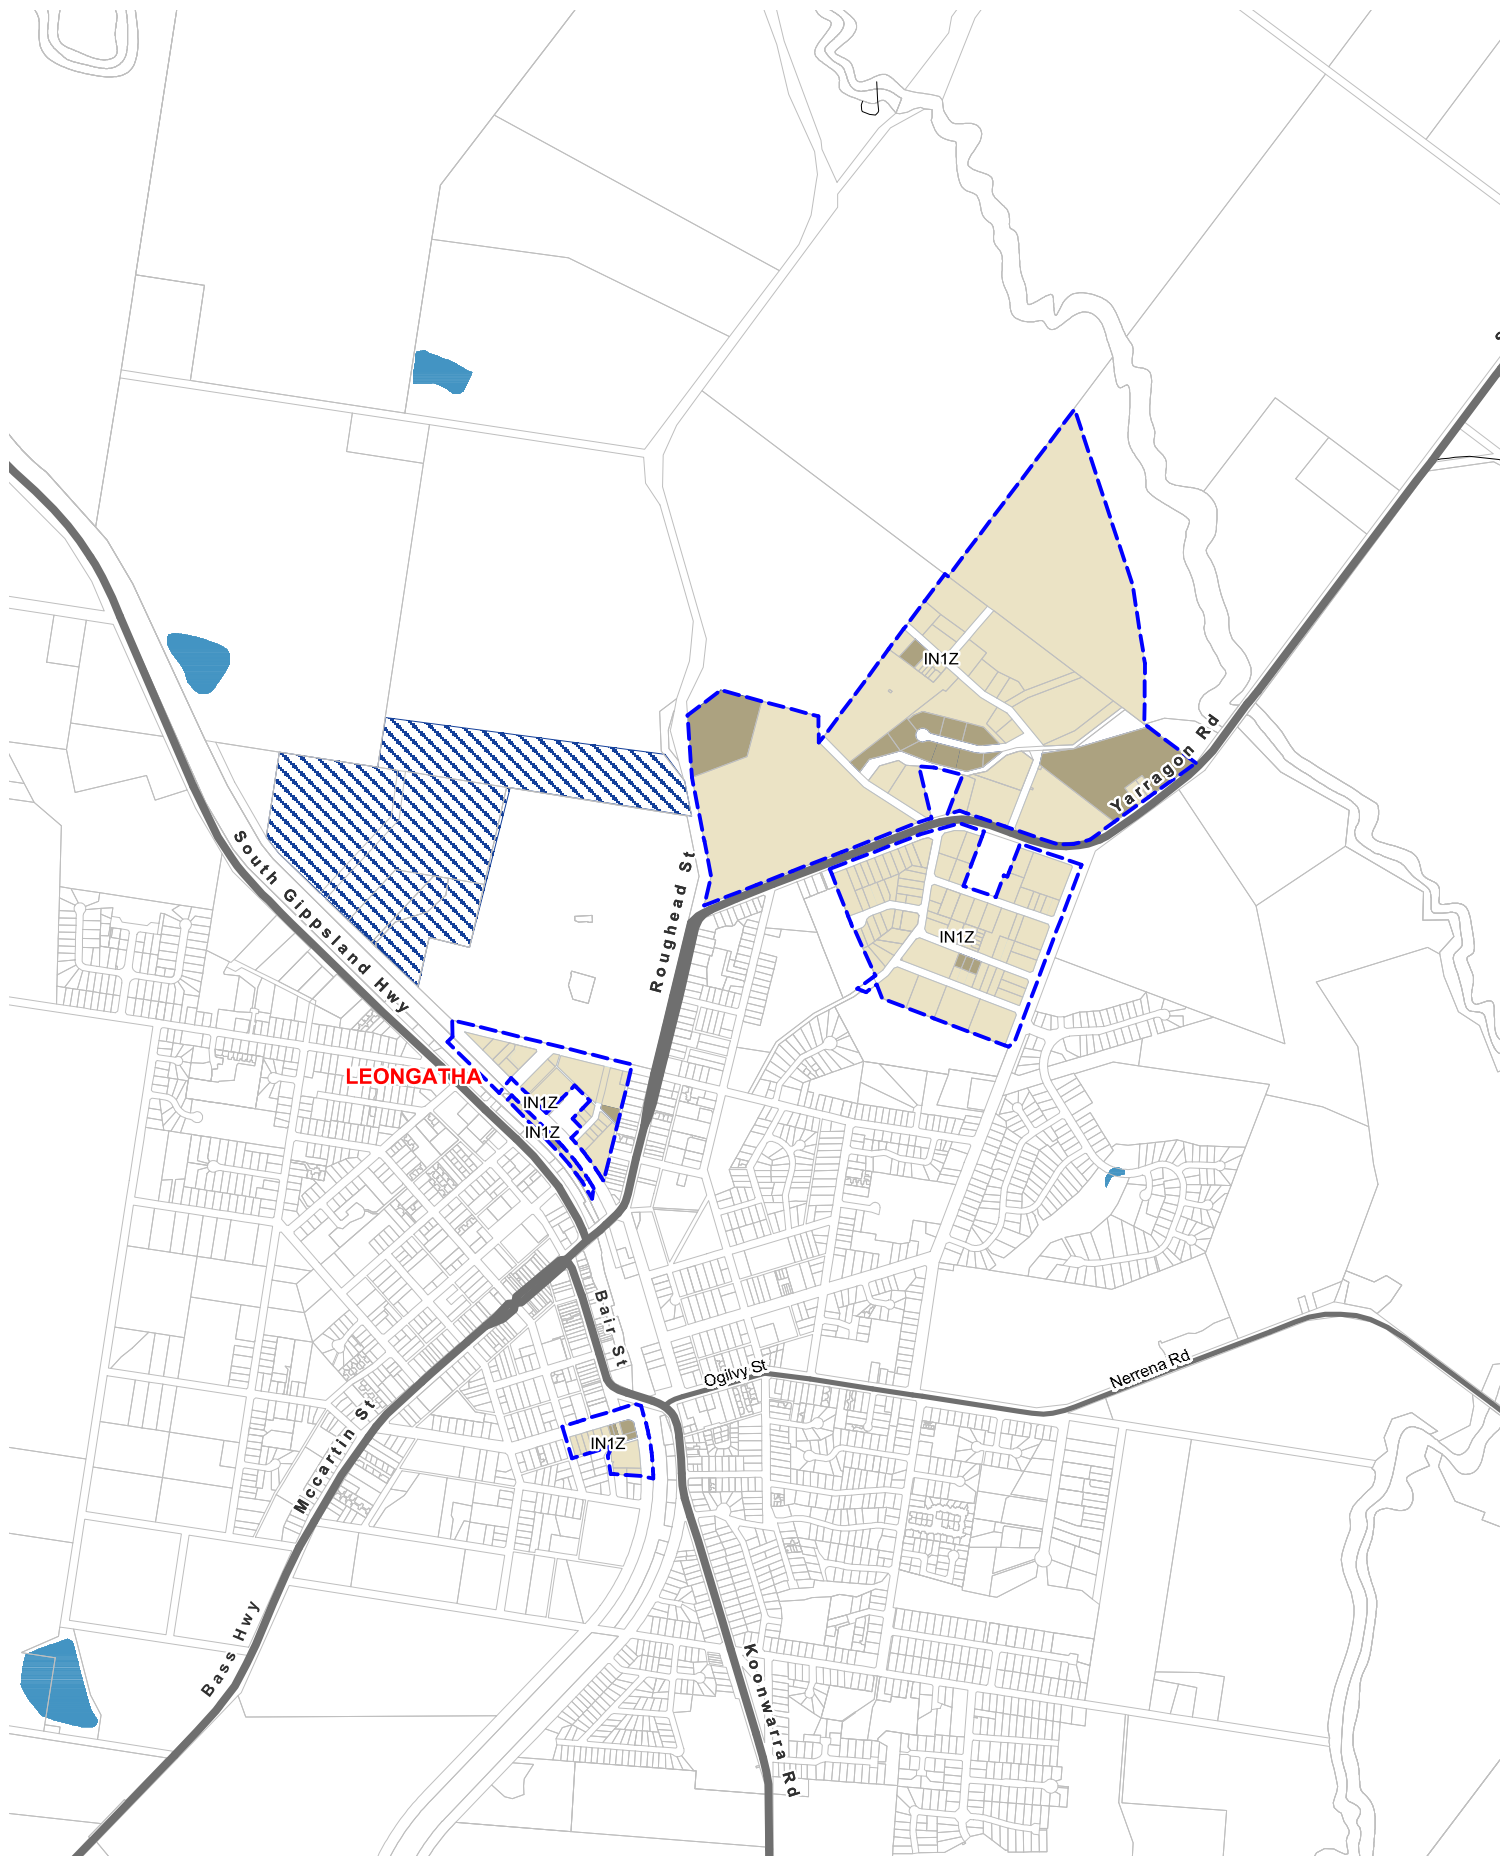 IN1Z
Yarragon Rd
South Gippsland Hwy
Roughead St
IN1Z
LEONGATHA
IN1Z
IN1Z
Bair St
Ogilvy St
Nerrena Rd
Mccartin St
IN1Z
Bass Hwy
Koonwarra Rd